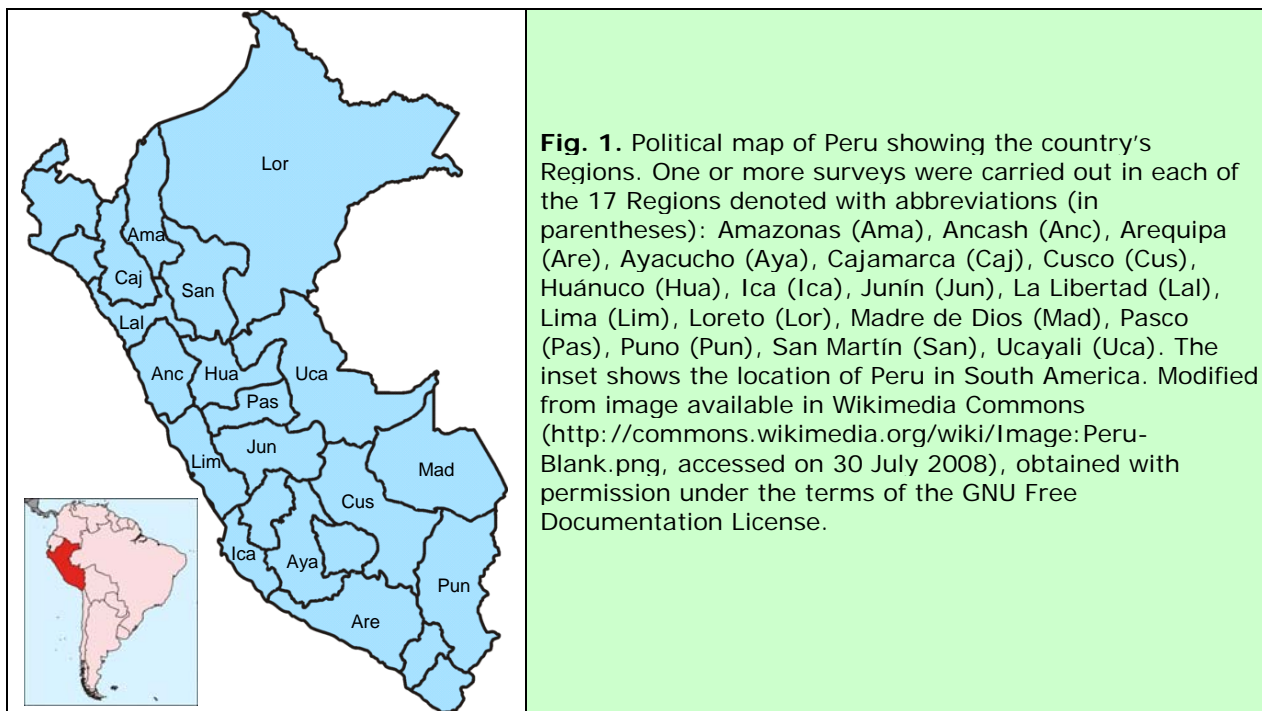 Lor
Ama
Caj
San
Lal
Anc
Hua
Uca
Pas
Jun
Lim
Mad
Cus
Ica
Aya
Pun
Are
Fig. 1. Political map of Peru showing the country's
Regions. One or more surveys were carried out in each of
the 17 Regions denoted with abbreviations (in
parentheses): Amazonas (Ama), Ancash (Anc), Arequipa
(Are), Ayacucho (Aya), Cajamarca (Caj), Cusco (Cus),
Huánuco (Hua), Ica (Ica), Junín (Jun), La Libertad (Lal),
Lima (Lim), Loreto (Lor), Madre de Dios (Mad), Pasco
(Pas), Puno (Pun), San Martín (San), Ucayali (Uca). The
inset shows the location of Peru in South America. Modified
from image available in Wikimedia Commons
(http://commons.wikimedia.org/wiki/Image:Peru-
Blank.png, accessed on 30 July 2008), obtained with
permission under the terms of the GNU Free
Documentation License.